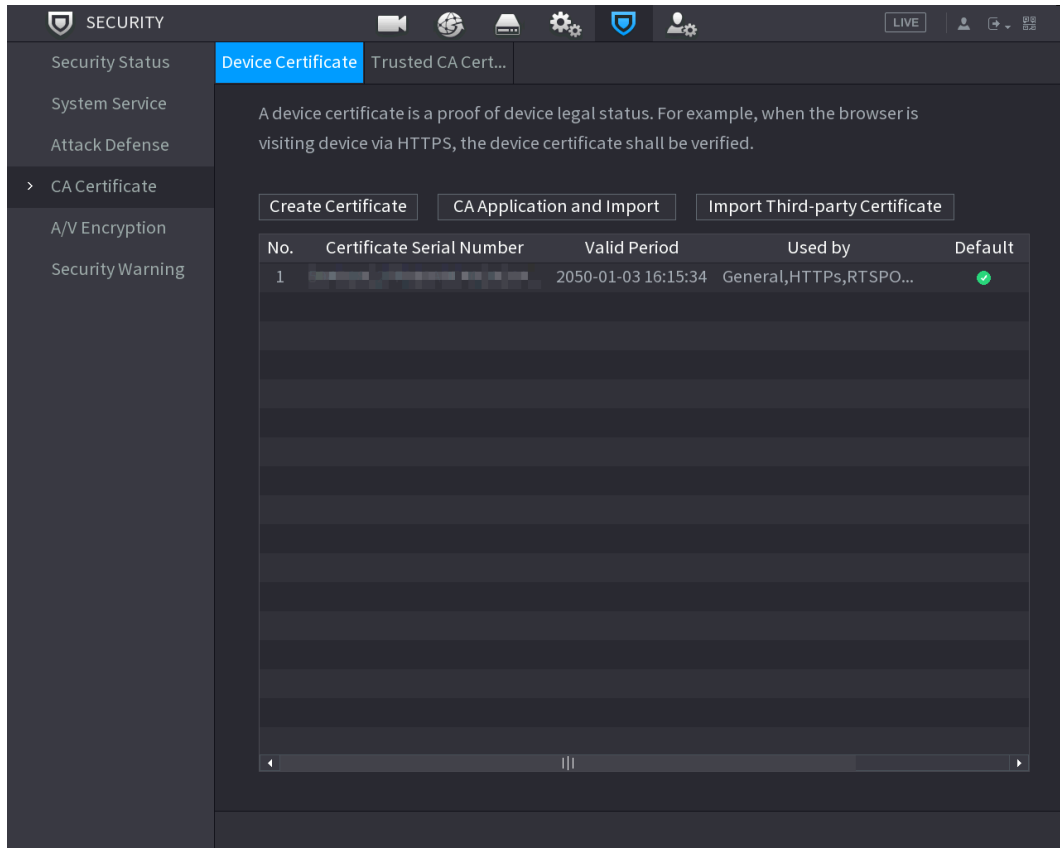 SECURITY
LIVE
Security Status
System Service
Attack Defense
CA Certificate
A/V Encryption
Security Warning
Device Certificate
Trusted CA Cert...
A device certificate is a proof of device legal status. For example, when the browser is
visiting device via HTTPS, the device certificate shall be verified.
Create Certificate
CA Application and Import
Import Third-party Certificate
No. Certificate Serial Number Valid Period Used by Default
1 2050-01-03 16:15:34 General,HTTPs,RTSPO...